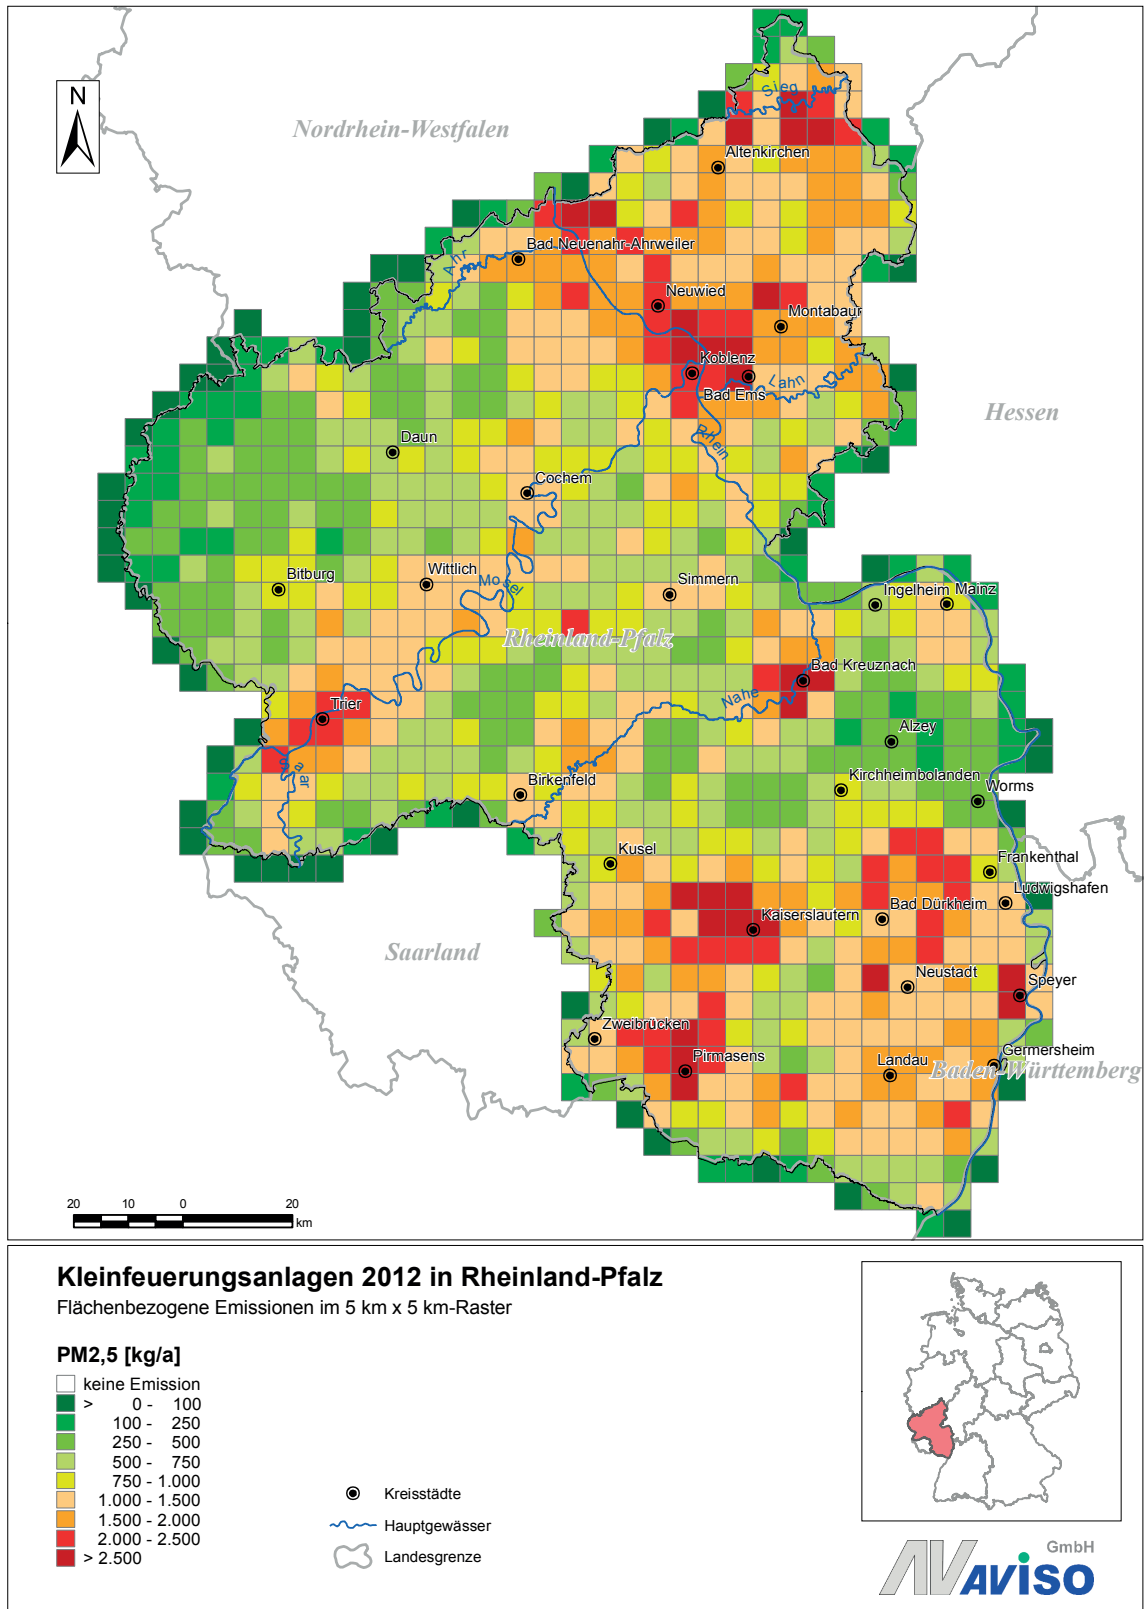 N
Nordrhein-Westfalen
Sieg
Altenkirchen
Bad Neuenahr-Ahrweiler
Ahr
Neuwied
Montabaur
Koblenz
Bad Ems
Lahn
Hessen
Rhein
Daun
Cochem
Bitburg
Wittlich
Mosel
Simmern
Ingelheim
Mainz
Rheinland-Pfalz
Bad Kreuznach
Nahe
Trier
Alzey
Saar
Birkenfeld
Kirchheimbolanden
Worms
Kusel
Frankenthal
Ludwigshafen
Kaiserslautern
Bad Dürkheim
Saarland
Neustadt
Speyer
Zweibrücken
Pirmasens
Landau
Germersheim
Baden-Württemberg
20 10 0 20
km
Kleinfeuerungsanlagen 2012 in Rheinland-Pfalz
Flächenbezogene Emissionen im 5 km x 5 km-Raster
PM2,5 [kg/a]
keine Emission
> 0 - 100
100 - 250
250 - 500
500 - 750
750 - 1.000
1.000 - 1.500
1.500 - 2.000
2.000 - 2.500
> 2.500
Kreisstädte
Hauptgewässer
Landesgrenze
GmbH
AVISO